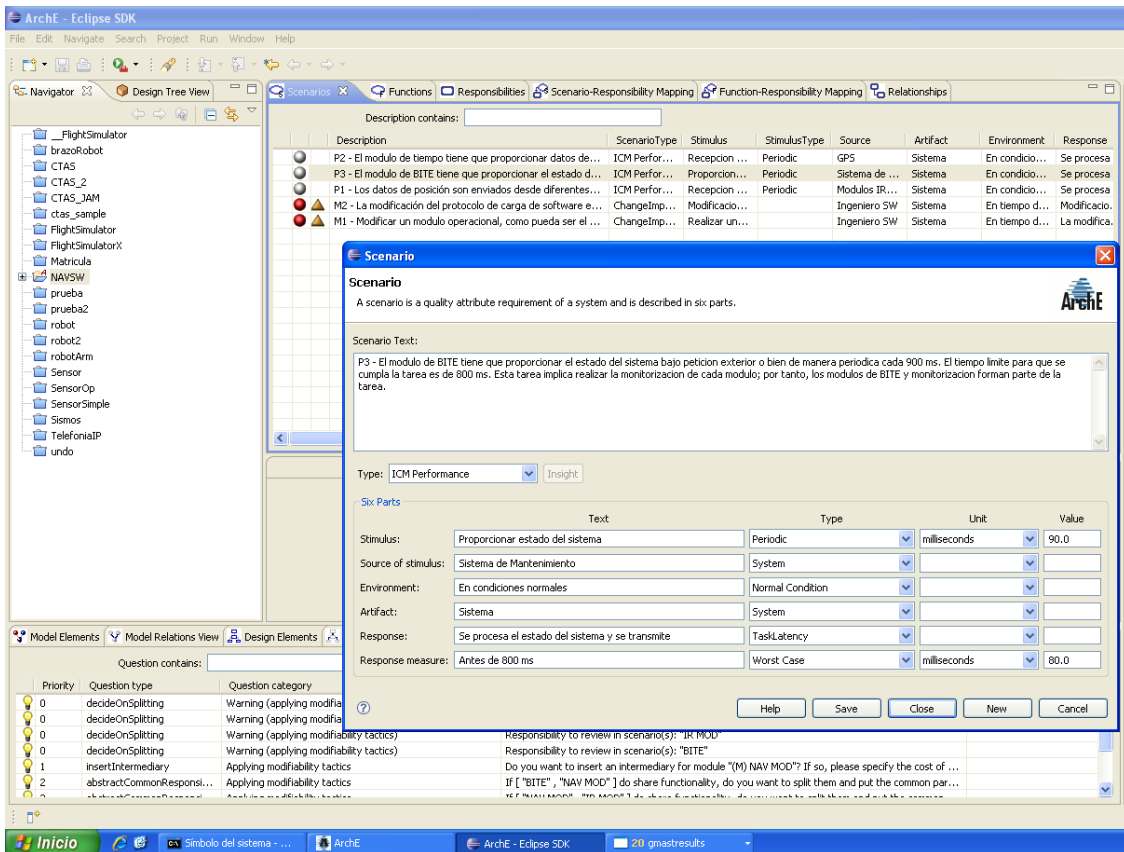 ArchE - Eclipse SDK
File Edit Navigate Search Project Run Window Help
Navigator Design Tree View
__FlightSimulator
brazoRobot
CTAS
CTAS_2
CTAS_JAM
ctas_sample
FlightSimulator
FlightSimulatorX
Matricula
NAVSW
prueba
prueba2
robot
robot2
robotArm
Sensor
SensorOp
SensorSimple
Sismos
TelefoniaIP
undo
Scenarios Functions Responsibilities Scenario-Responsibility Mapping Function-Responsibility Mapping Relationships
Description contains:
Description ScenarioType Stimulus StimulusType Source Artifact Environment Response
P2 - El modulo de tiempo tiene que proporcionar datos de... ICM Perfor... Recepcion ... Periodic GPS Sistema En condicio... Se procesa
P3 - El modulo de BITE tiene que proporcionar el estado d... ICM Perfor... Proporcion... Periodic Sistema de ... Sistema En condicio... Se procesa
P1 - Los datos de posición son enviados desde diferentes... ICM Perfor... Recepcion ... Periodic Modulos IR... Sistema En condicio... Se procesa
M2 - La modificación del protocolo de carga de software e... ChangeImp... Modificacio... Ingeniero SW Sistema En tiempo d... Modificacio.
M1 - Modificar un modulo operacional, como pueda ser el ... ChangeImp... Realizar un... Ingeniero SW Sistema En tiempo d... La modifica.
Scenario
Scenario
A scenario is a quality attribute requirement of a system and is described in six parts.
ArchE
Scenario Text:
P3 - El modulo de BITE tiene que proporcionar el estado del sistema bajo peticion exterior o bien de manera periodica cada 900 ms. El tiempo limite para que se
cumpla la tarea es de 800 ms. Esta tarea implica realizar la monitorizacion de cada modulo; por tanto, los modulos de BITE y monitorizacion forman parte de la
tarea.
Type: ICM Performance Insight
Six Parts
Text Type Unit Value
Stimulus: Proporcionar estado del sistema Periodic milliseconds 90.0
Source of stimulus: Sistema de Mantenimiento System
Environment: En condiciones normales Normal Condition
Artifact: Sistema System
Response: Se procesa el estado del sistema y se transmite TaskLatency
Response measure: Antes de 800 ms Worst Case milliseconds 80.0
Help Save Close New Cancel
Model Elements Model Relations View Design Elements
Question contains:
Priority Question type Question category
0 decideOnSplitting Warning (applying modifia
0 decideOnSplitting Warning (applying modifiability tactics) Responsibility to review in scenario(s): "IR MOD"
0 decideOnSplitting Warning (applying modifiability tactics) Responsibility to review in scenario(s): "BITE"
1 insertIntermediary Applying modifiability tactics Do you want to insert an intermediary for module "(M) NAV MOD"? If so, please specify the cost of ...
2 abstractCommonResponsi... Applying modifiability tactics If [ "BITE" , "NAV MOD" ] do share functionality, do you want to split them and put the common par...
Inicio Símbolo del sistema - ... ArchE ArchE - Eclipse SDK 20 gmastresults